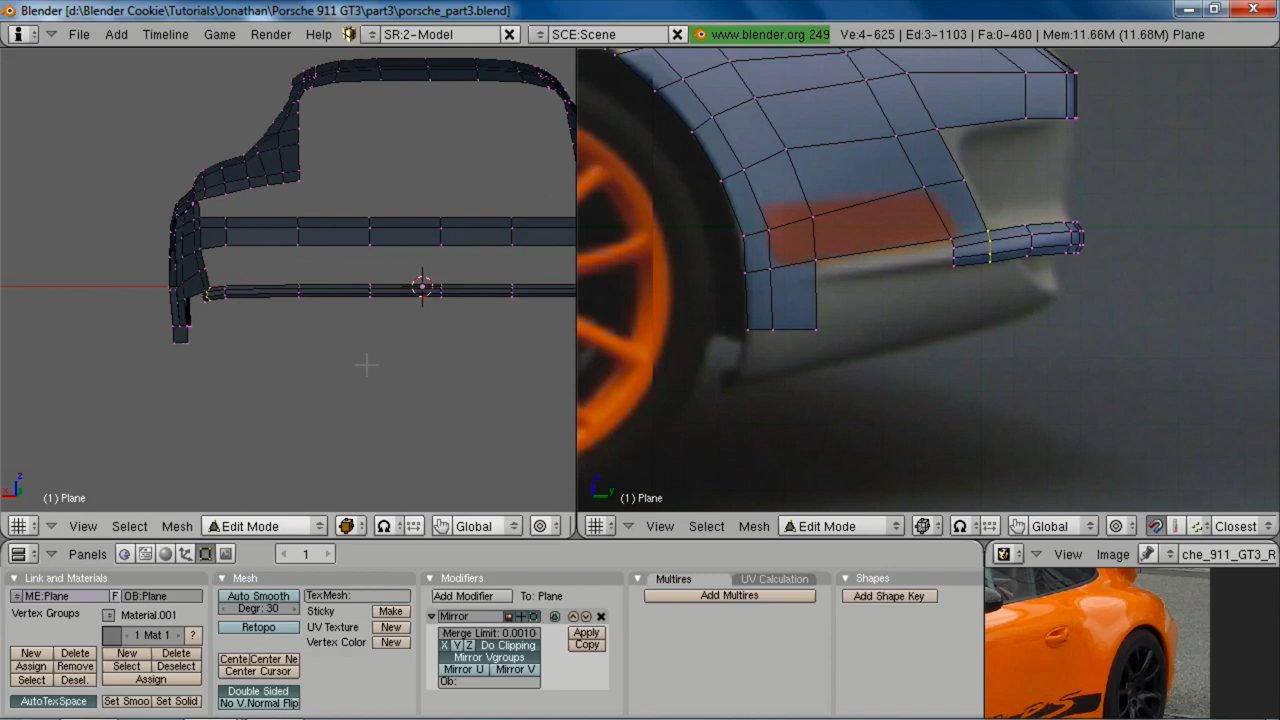 Blender [d:\Blender Cookie\Tutorials\Jonathan\Porsche 911 GT3\part3\porsche_part3.blend]
File Add Timeline Game Render Help SR:2-Model SCE:Scene www.blender.org 249 Ve:4-625 | Ed:3-1103 | Fa:0-480 | Mem:11.66M (11.68M) Plane
(1) Plane (1) Plane
View Select Mesh Edit Mode Global View Select Mesh Edit Mode Global Closest
Panels 1 View Image che_911_GT3_R
Link and Materials Mesh Modifiers Multires UV Calculation Shapes
ME:Plane F OB:Plane Auto Smooth TexMesh: Add Modifier To: Plane Add Multires Add Shape Key
Vertex Groups Material.001 Degr: 30 Sticky Make Mirror
1 Mat 1 ? Retopo UV Texture New Merge Limit: 0.0010 Apply
New Delete New Delete Vertex Color New X Y Z Do Clipping Copy
Assign Remove Select Deselect Cente Center Ne Mirror Vgroups
Select Desel. Assign Center Cursor Mirror U Mirror V
Double Sided Ob:
AutoTexSpace Set Smoo Set Solid No V.Normal Flip